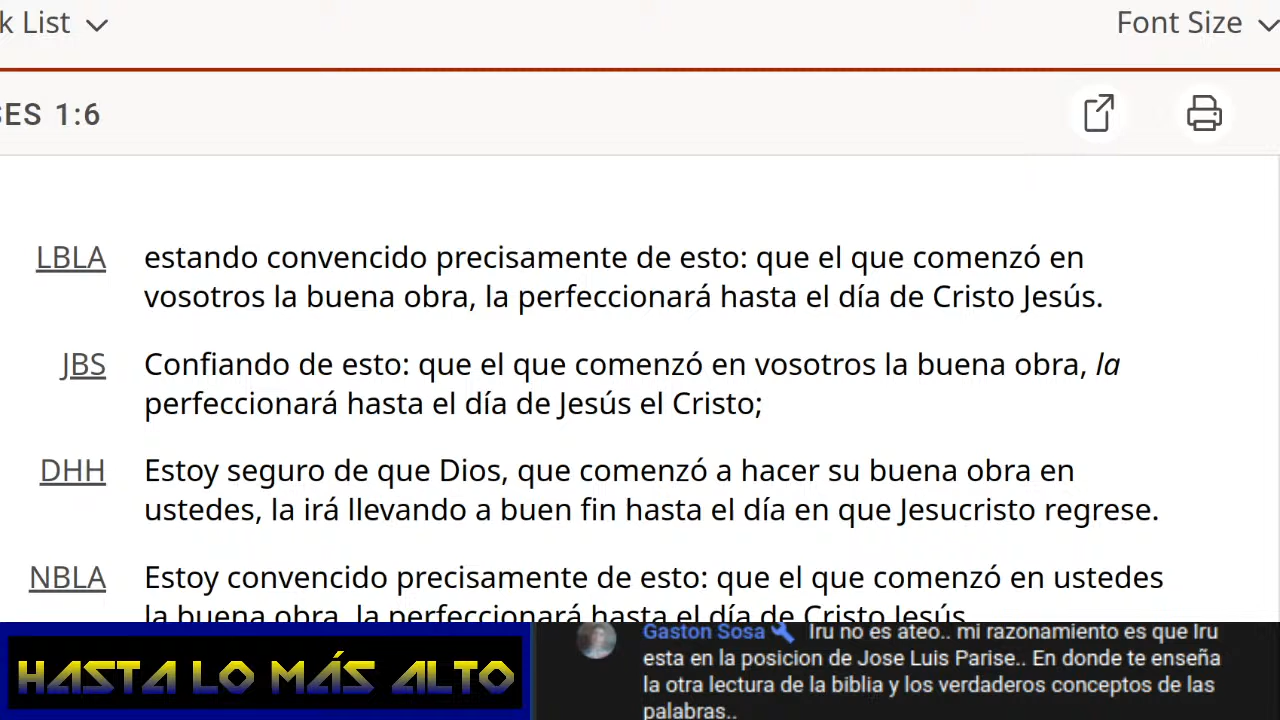 k List
Font Size
SES 1:6
LBLA
estando convencido precisamente de esto: que el que comenzó en
vosotros la buena obra, la perfeccionará hasta el día de Cristo Jesús.
JBS
Confiando de esto: que el que comenzó en vosotros la buena obra, la
perfeccionará hasta el día de Jesús el Cristo;
DHH
Estoy seguro de que Dios, que comenzó a hacer su buena obra en
ustedes, la irá llevando a buen fin hasta el día en que Jesucristo regrese.
NBLA
Estoy convencido precisamente de esto: que el que comenzó en ustedes
la buena obra, la perfeccionará hasta el día de Cristo Jesús.
HASTA LO MÁS ALTO
Gaston Sosa Iru no es ateo.. mi razonamiento es que Iru
esta en la posicion de Jose Luis Parise.. En donde te enseña
la otra lectura de la biblia y los verdaderos conceptos de las
palabras..